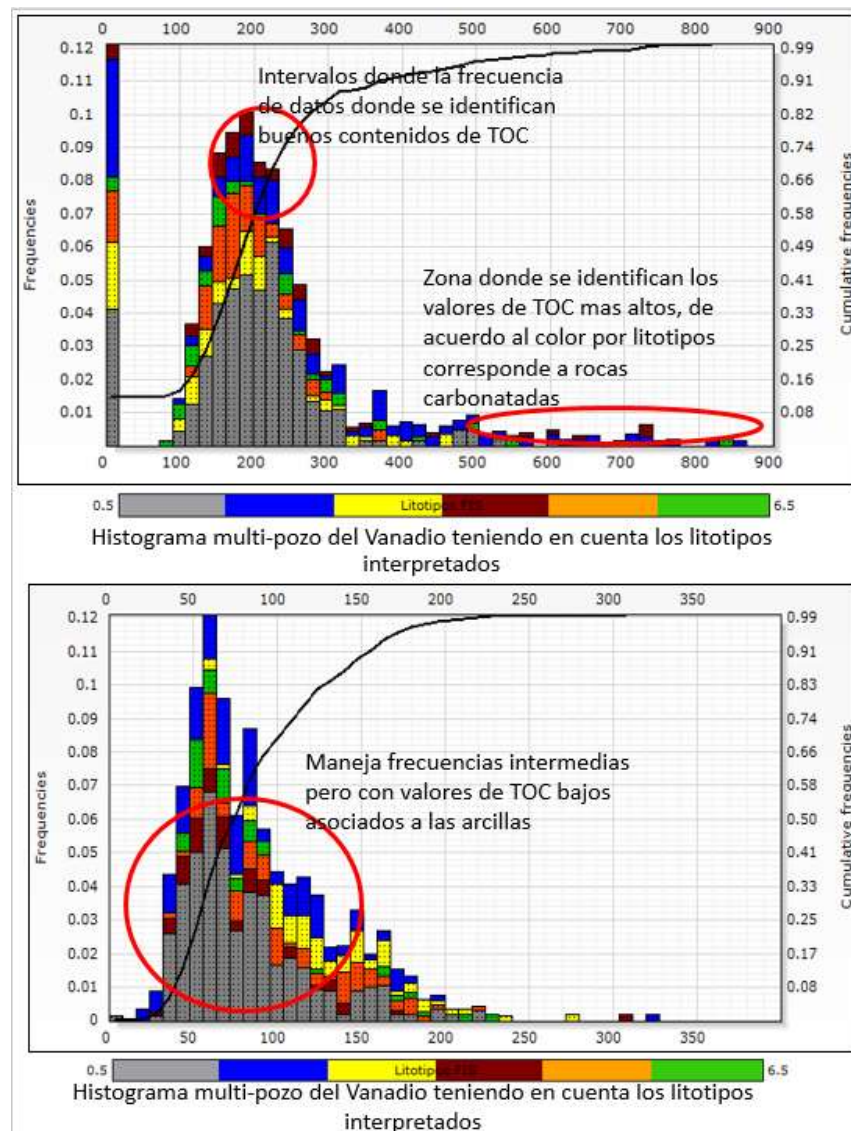 0 100 200 300 400 500 600 700 800 900
0.12 0.99
0.11 0.91
0.1 0.82
0.09 0.74
0.08 0.66
0.07 0.58
0.06 0.49
0.05 0.41
0.04 0.33
0.03 0.25
0.02 0.16
0.01 0.08
Frequencies
Cumulative frequencies
Intervalos donde la frecuencia
de datos donde se identifican
buenos contenidos de TOC
Zona donde se identifican los
valores de TOC mas altos, de
acuerdo al color por litotipos
corresponde a rocas
carbonatadas
100 200 300 400 500 600 700 800 900
0.5 Litotipos 6.5
Histograma multi-pozo del Vanadio teniendo en cuenta los litotipos
interpretados
0 50 100 150 200 250 300 350
0.12 0.99
0.11 0.91
0.1 0.83
0.09 0.74
0.08 0.66
0.07 0.58
0.06 0.50
0.05 0.41
0.04 0.33
0.03 0.25
0.02 0.17
0.01 0.08
0
Frequencies
Cumulative frequencies
Maneja frecuencias intermedias
pero con valores de TOC bajos
asociados a las arcillas
0 50 100 150 200 250 300 350
0.5 Litotipos 6.5
Histograma multi-pozo del Vanadio teniendo en cuenta los litotipos
interpretados